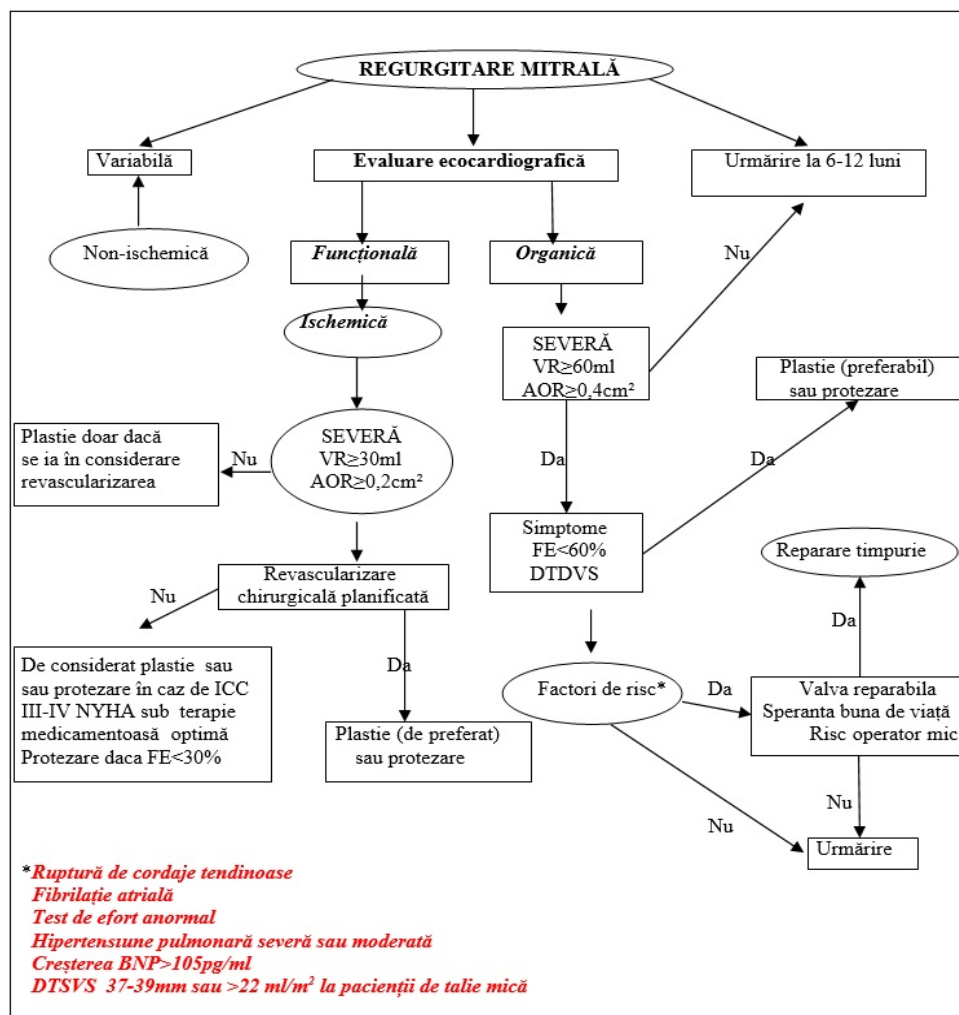 REGURGITARE MITRALĂ
Variabilă
Evaluare ecocardiografică
Urmărire la 6-12 luni
Non-ischemică
Funcțională
Organică
Nu
Ischemică
SEVERĂ
VR≥60ml
AOR≥0,4cm²
Plastie (preferabil)
sau protezare
Plastie doar dacă
se ia în considerare
revascularizarea
Nu
SEVERĂ
VR≥30ml
AOR≥0,2cm²
Da
Da
Simptome
FE<60%
DTDVS
Reparare timpurie
Revascularizare
chirurgicală planificată
Nu
Da
De considerat plastie sau
sau protezare în caz de ICC
III-IV NYHA sub terapie
medicamentoasă optimă
Protezare daca FE<30%
Da
Plastie (de preferat)
sau protezare
Factori de risc*
Da
Valva reparabila
Speranta buna de viață
Risc operator mic
Nu
Nu
Urmărire
*Ruptură de cordaje tendinoase
Fibrilație atrială
Test de efort anormal
Hipertensiune pulmonară severă sau moderată
Creșterea BNP>105pg/ml
DTSVS 37-39mm sau >22 ml/m² la pacienții de talie mică